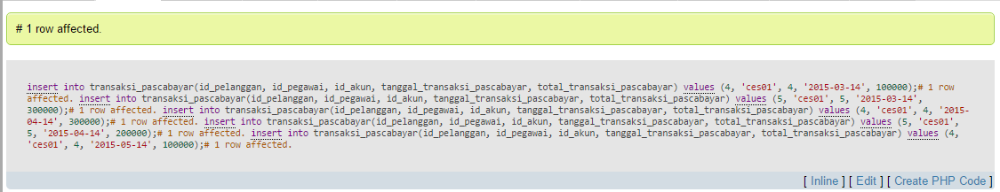 # 1 row affected.
insert into transaksi_pascabayar(id_pelanggan, id_pegawai, id_akun, tanggal_transaksi_pascabayar, total_transaksi_pascabayar) values (4, 'ces01', 4, '2015-03-14', 100000);# 1 row
affected. insert into transaksi_pascabayar(id_pelanggan, id_pegawai, id_akun, tanggal_transaksi_pascabayar, total_transaksi_pascabayar) values (5, 'ces01', 5, '2015-03-14',
300000);# 1 row affected. insert into transaksi_pascabayar(id_pelanggan, id_pegawai, id_akun, tanggal_transaksi_pascabayar, total_transaksi_pascabayar) values (4, 'ces01', 4, '2015-
04-14', 300000);# 1 row affected. insert into transaksi_pascabayar(id_pelanggan, id_pegawai, id_akun, tanggal_transaksi_pascabayar, total_transaksi_pascabayar) values (5, 'ces01',
5, '2015-04-14', 200000);# 1 row affected. insert into transaksi_pascabayar(id_pelanggan, id_pegawai, id_akun, tanggal_transaksi_pascabayar, total_transaksi_pascabayar) values (4,
'ces01', 4, '2015-05-14', 100000);# 1 row affected.
[ Inline ] [ Edit ] [ Create PHP Code ]